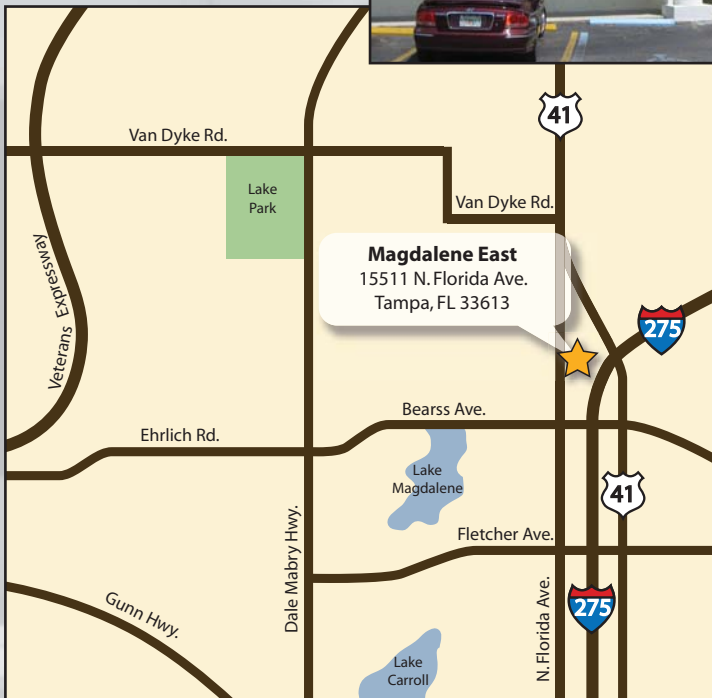 41
Van Dyke Rd.
Lake
Park
Van Dyke Rd.
Magdalene East
15511 N. Florida Ave.
Tampa, FL 33613
Veterans Expressway
275
Bearss Ave.
Ehrlich Rd.
Lake
Magdalene
41
Fletcher Ave.
Dale Mabry Hwy.
N. Florida Ave.
Gunn Hwy.
275
Lake
Carroll